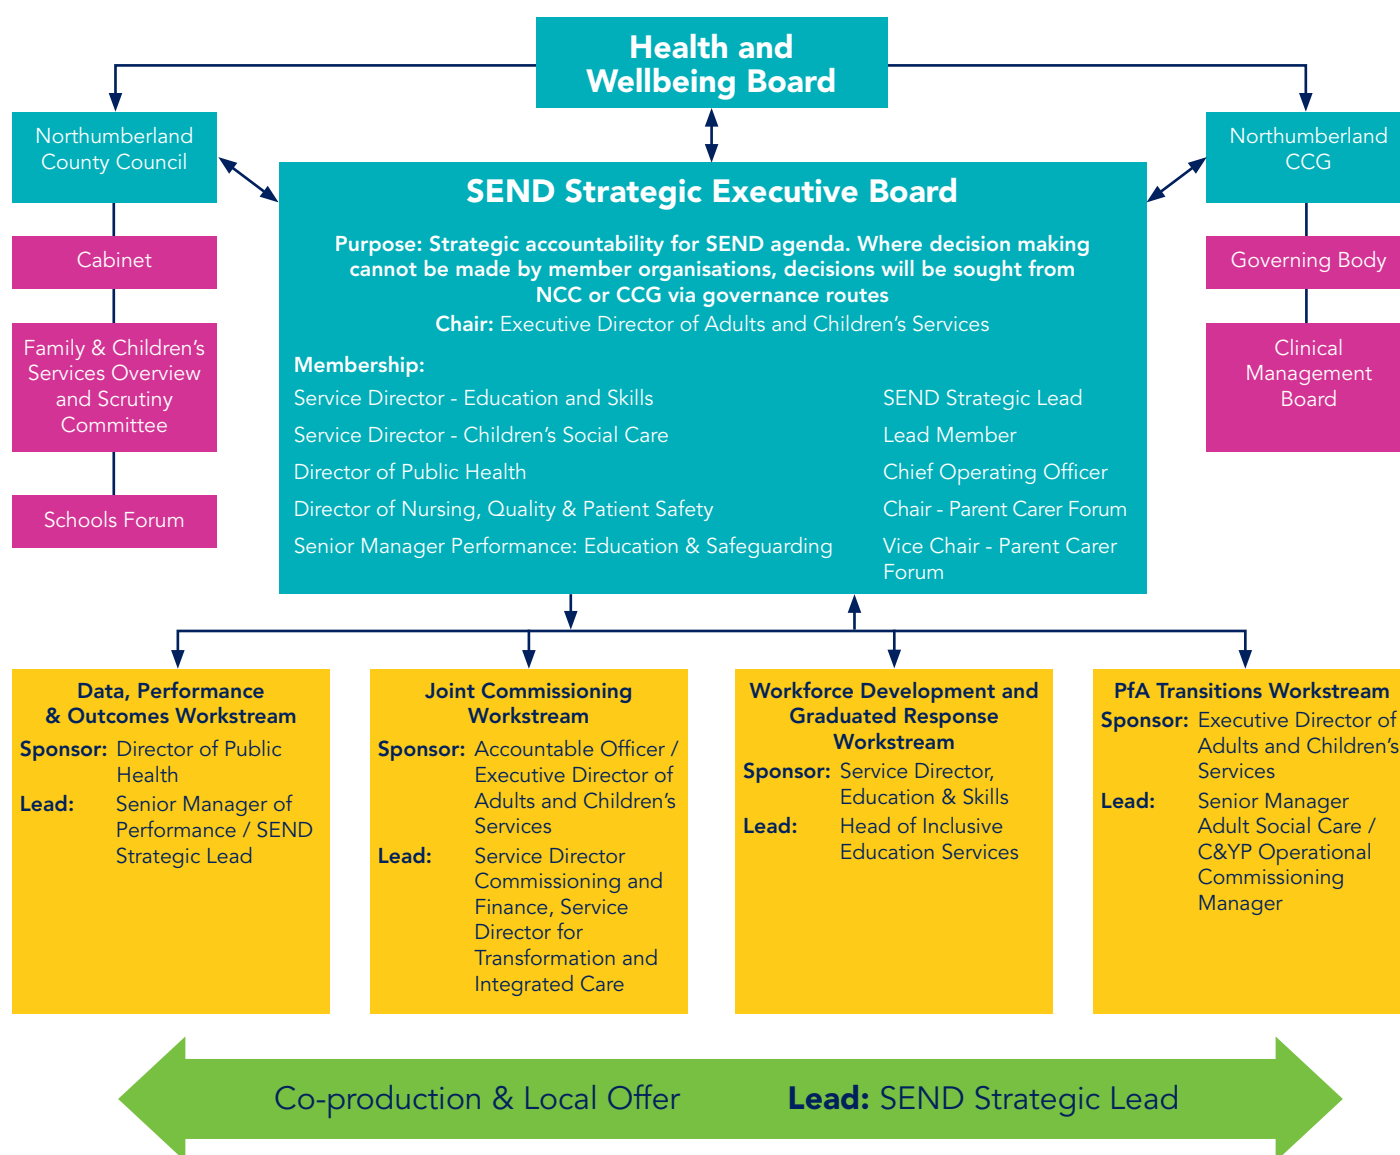 Health and
Wellbeing Board
Northumberland
County Council
Cabinet
Family & Children’s
Services Overview
and Scrutiny
Committee
Schools Forum
SEND Strategic Executive Board
Purpose: Strategic accountability for SEND agenda. Where decision making
cannot be made by member organisations, decisions will be sought from
NCC or CCG via governance routes
Chair: Executive Director of Adults and Children’s Services
Membership:
Service Director - Education and Skills
Service Director - Children’s Social Care
Director of Public Health
Director of Nursing, Quality & Patient Safety
Senior Manager Performance: Education & Safeguarding
SEND Strategic Lead
Lead Member
Chief Operating Officer
Chair - Parent Carer Forum
Vice Chair - Parent Carer
Forum
Northumberland
CCG
Governing Body
Clinical
Management
Board
Data, Performance
& Outcomes Workstream
Sponsor: Director of Public
Health
Lead: Senior Manager of
Performance / SEND
Strategic Lead
Joint Commissioning
Workstream
Sponsor: Accountable Officer /
Executive Director of
Adults and Children’s
Services
Lead: Service Director
Commissioning and
Finance, Service
Director for
Transformation and
Integrated Care
Workforce Development and
Graduated Response
Workstream
Sponsor: Service Director,
Education & Skills
Lead: Head of Inclusive
Education Services
PfA Transitions Workstream
Sponsor: Executive Director of
Adults and Children’s
Services
Lead: Senior Manager
Adult Social Care /
C&YP Operational
Commissioning
Manager
Co-production & Local Offer Lead: SEND Strategic Lead